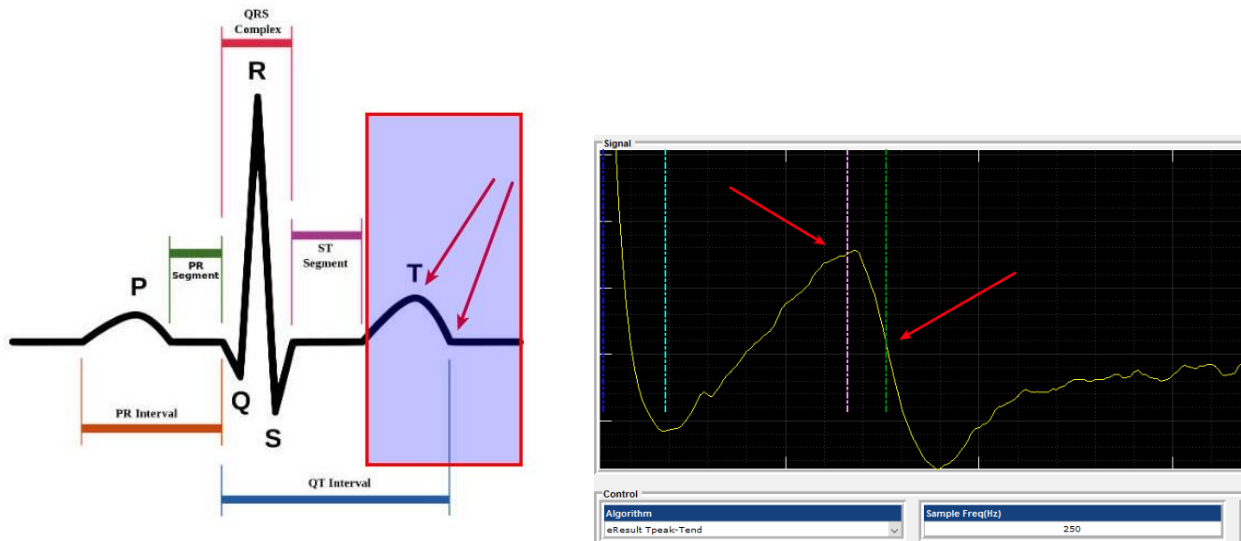 QRS
Complex
R
PR
Segment
ST
Segment
P
T
Q
S
PR Interval
QT Interval
Signal
Control
Algorithm
eResult Tpeak-Tend
Sample Freq(Hz)
250